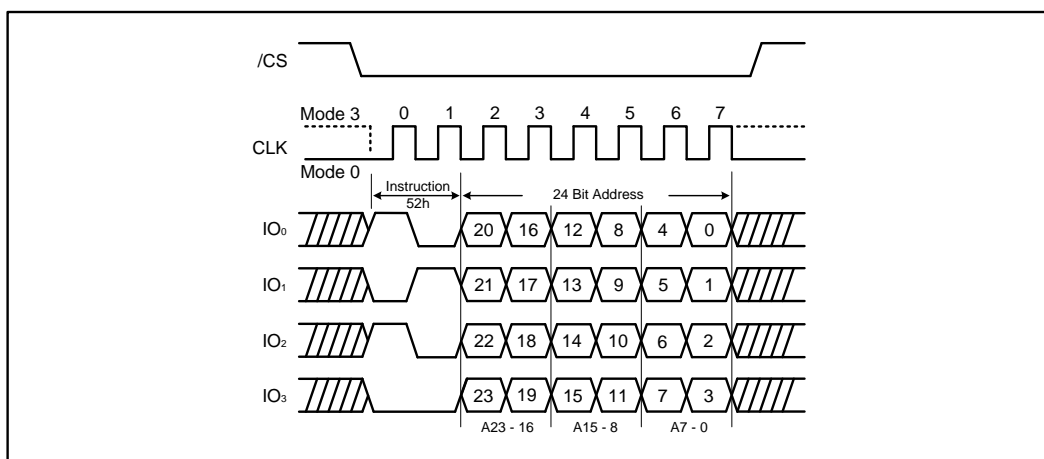 /CS
Mode 3 0 1 2 3 4 5 6 7
CLK
Mode 0
Instruction
52h
24 Bit Address
IO₀ 20 16 12 8 4 0
IO₁ 21 17 13 9 5 1
IO₂ 22 18 14 10 6 2
IO₃ 23 19 15 11 7 3
A23 - 16 A15 - 8 A7 - 0